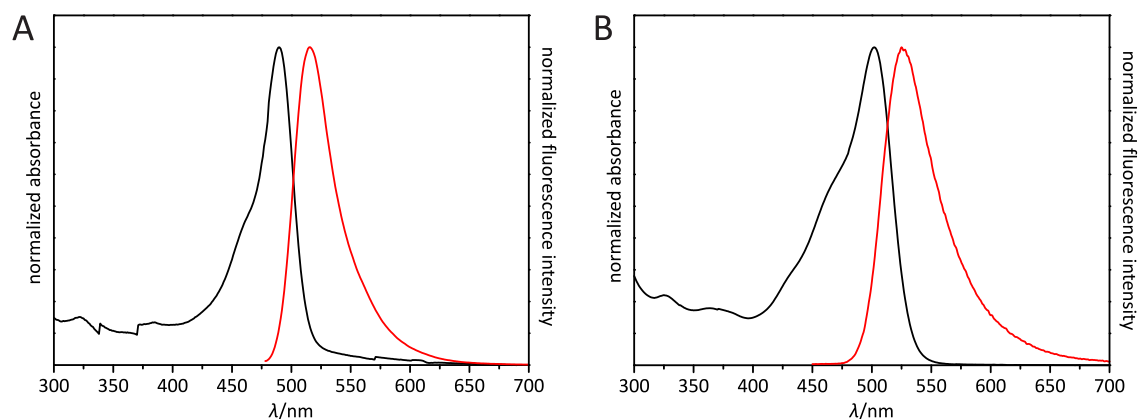 A
normalized absorbance
normalized fluorescence intensity
300 350 400 450 500 550 600 650 700
λ/nm
B
normalized absorbance
normalized fluorescence intensity
300 350 400 450 500 550 600 650 700
λ/nm